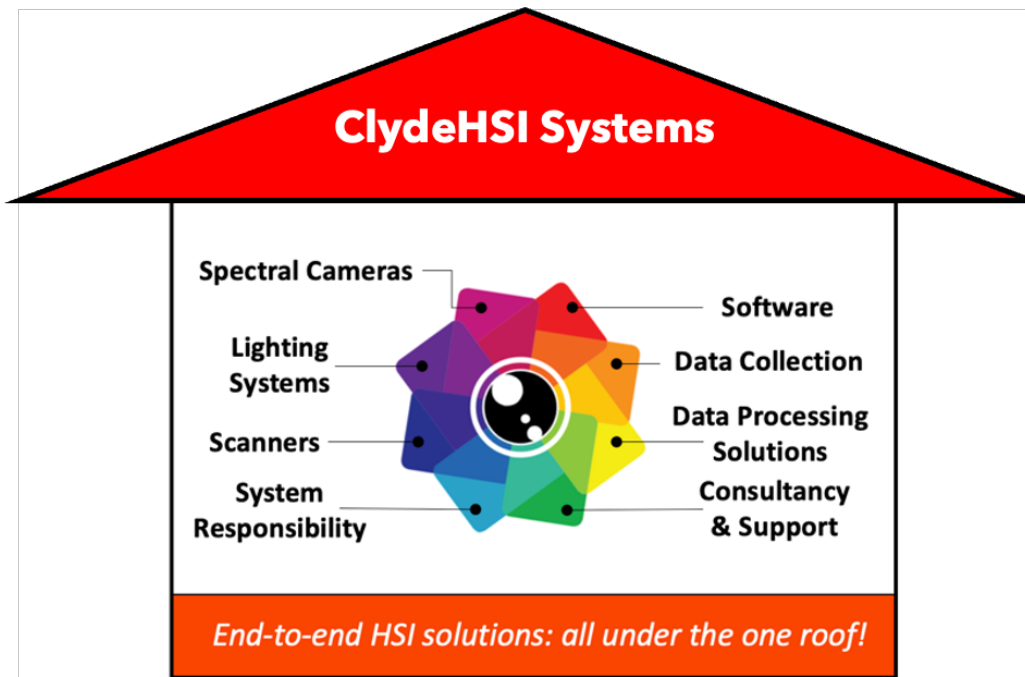 ClydeHSI Systems
Spectral Cameras
Lighting
Systems
Scanners
System
Responsibility
Software
Data Collection
Data Processing
Solutions
Consultancy
& Support
End-to-end HSI solutions: all under the one roof!